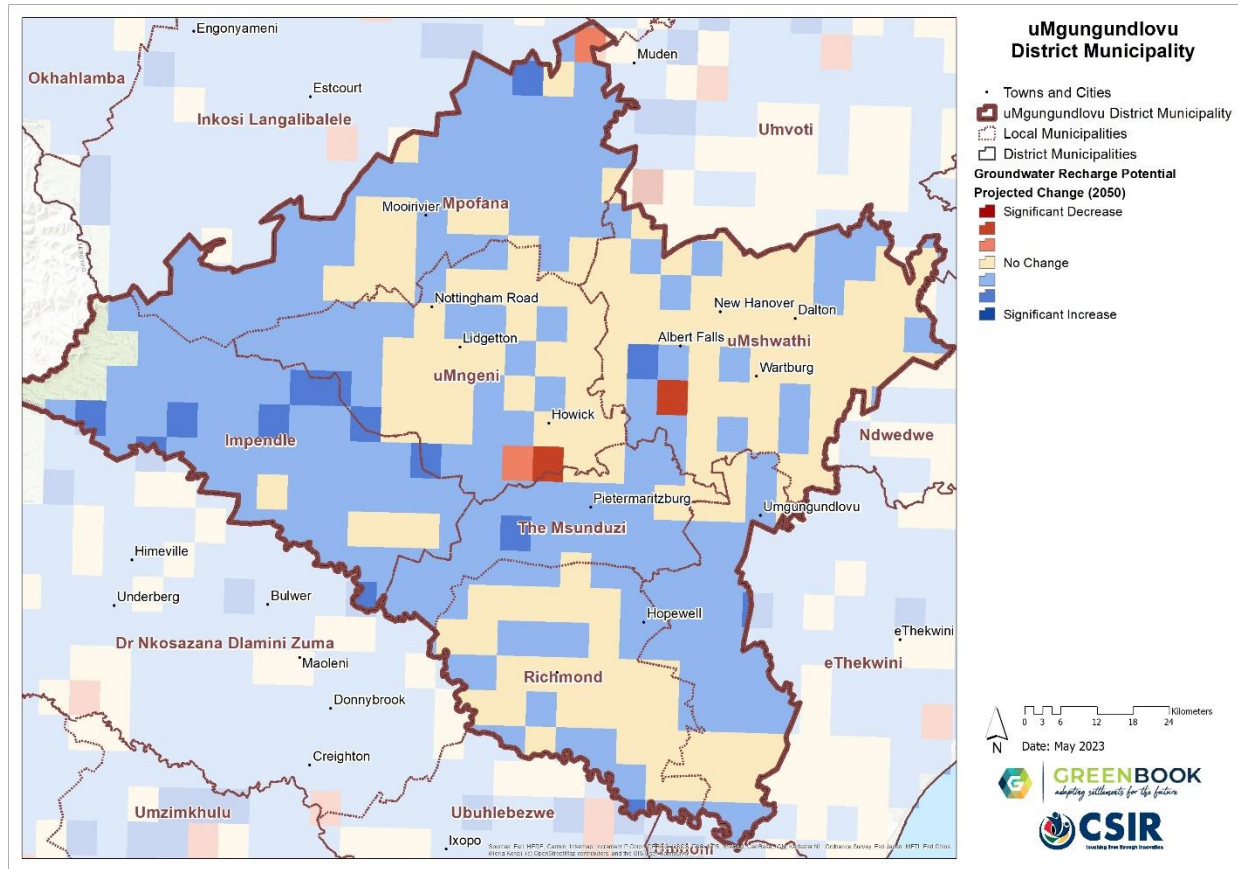 uMgungundlovu
District Municipality
Towns and Cities
uMgungundlovu District Municipality
Local Municipalities
District Municipalities
Groundwater Recharge Potential
Projected Change (2050)
Significant Decrease
No Change
Significant Increase
Engonyameni
Muden
Okhahlamba
Estcourt
Inkosi Langalibalele
Umvoti
Mooirivier
Mpofana
Nottingham Road
New Hanover
Dalton
Lidgetton
Albert Falls
uMshwathi
uMngeni
Wartburg
Howick
Impendle
Ndwedwe
Pietermaritzburg
Umgungundlovu
The Msunduzi
Himeville
Underberg
Bulwer
Hopewell
eThekwini
Dr Nkosazana Dlamini Zuma
Maoleni
eThekwini
Richmond
Donnybrook
Creighton
Umzimkhulu
Ubuhlebezwe
Ixopo
Kilometers
0 3 6 12 18 24
N
Date: May 2023
G
GREENBOOK
adapting settlements for the future
CSIR
Touching lives through innovation